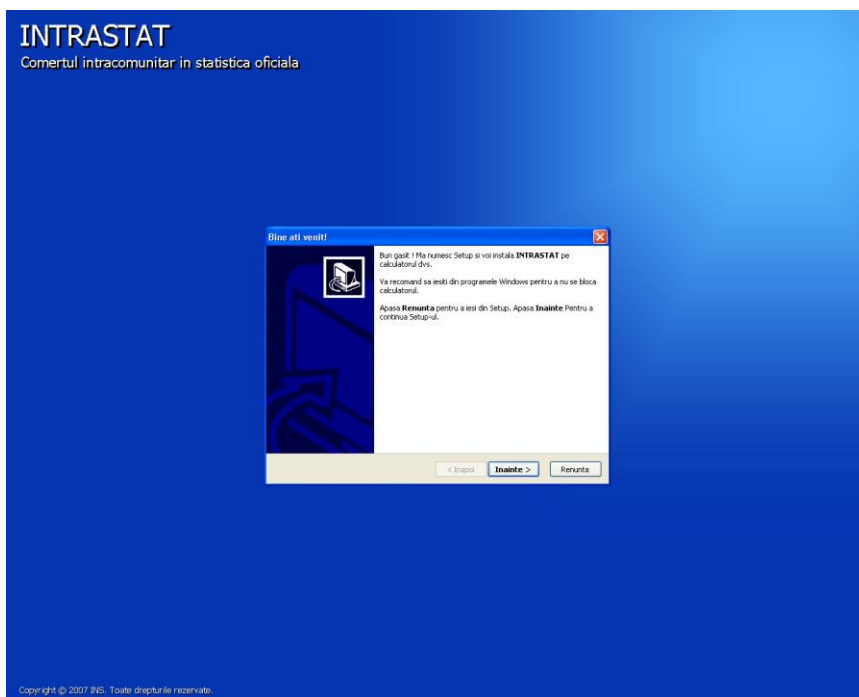 INTRASTAT
Comertul intracomunitar in statistica oficiala
Bine ati venit!
Bun gasit ! Ma numesc Setup si voi instala INTRASTAT pe
calculatorul dvs.
Va recomand sa iesiti din programele Windows pentru a nu se bloca
calculatorul.
Apasa Renunta pentru a iesi din Setup. Apasa Inainte Pentru a
continua Setup-ul.
< Inapoi Inainte > Renunta
Copyright © 2007 INS. Toate drepturile rezervate.